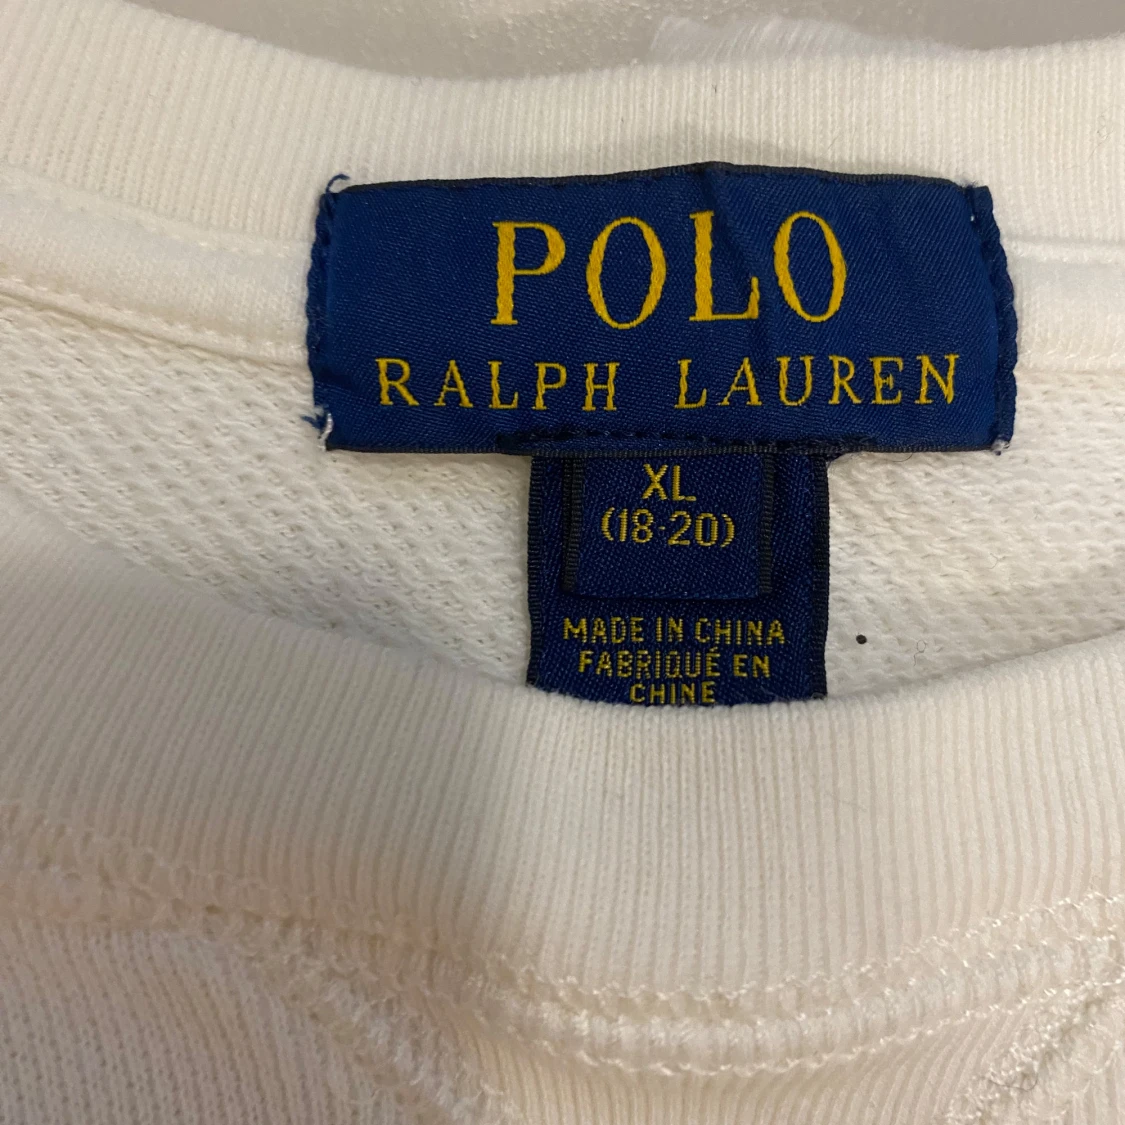 POLO
RALPH LAUREN
XL
(18-20)
MADE IN CHINA
FABRIQUÉ EN
CHINE